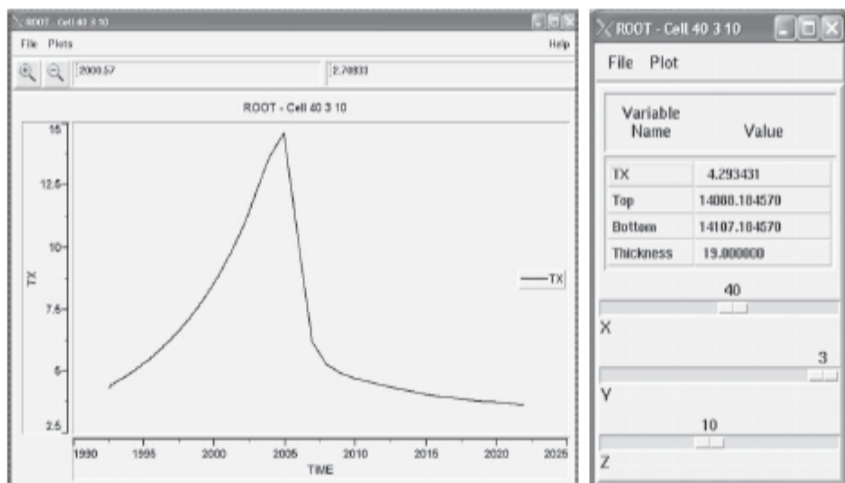 ROOT - Cell 40 3 10
File Plots Help
2000.57 2.70933
ROOT - Cell 40 3 10
15
12.5
10
7.5
5
2.5
TX
TX
1990 1995 2000 2005 2010 2015 2020 2025
TIME
ROOT - Cell 40 3 10
File Plot
Variable Name Value
TX 4.293431
Top 14088.184570
Bottom 14107.184570
Thickness 19.000000
40
X
3
Y
10
Z